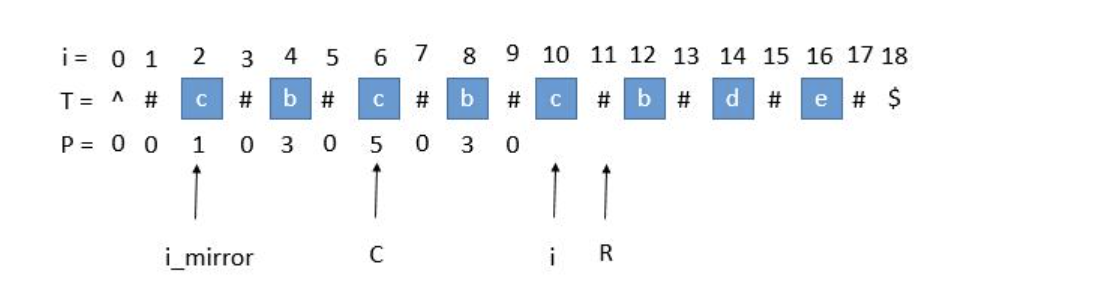 i = 0 1 2 3 4 5 6 7 8 9 10 11 12 13 14 15 16 17 18
T = ^ # c # b # c # b # c # b # d # e # $
P = 0 0 1 0 3 0 5 0 3 0
i_mirror C i R